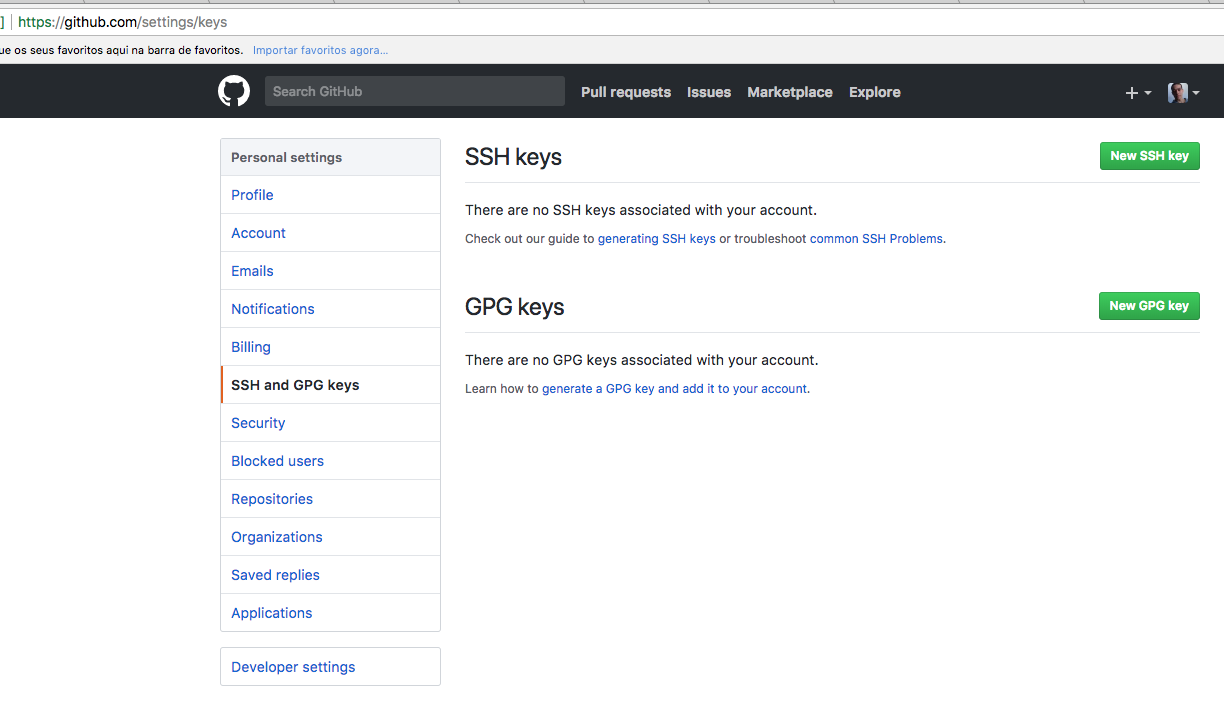 ] https://github.com/settings/keys
ue os seus favoritos aqui na barra de favoritos. Importar favoritos agora...
Search GitHub Pull requests Issues Marketplace Explore
Personal settings
Profile
Account
Emails
Notifications
Billing
SSH and GPG keys
Security
Blocked users
Repositories
Organizations
Saved replies
Applications
Developer settings
SSH keys New SSH key
There are no SSH keys associated with your account.
Check out our guide to generating SSH keys or troubleshoot common SSH Problems.
GPG keys New GPG key
There are no GPG keys associated with your account.
Learn how to generate a GPG key and add it to your account.